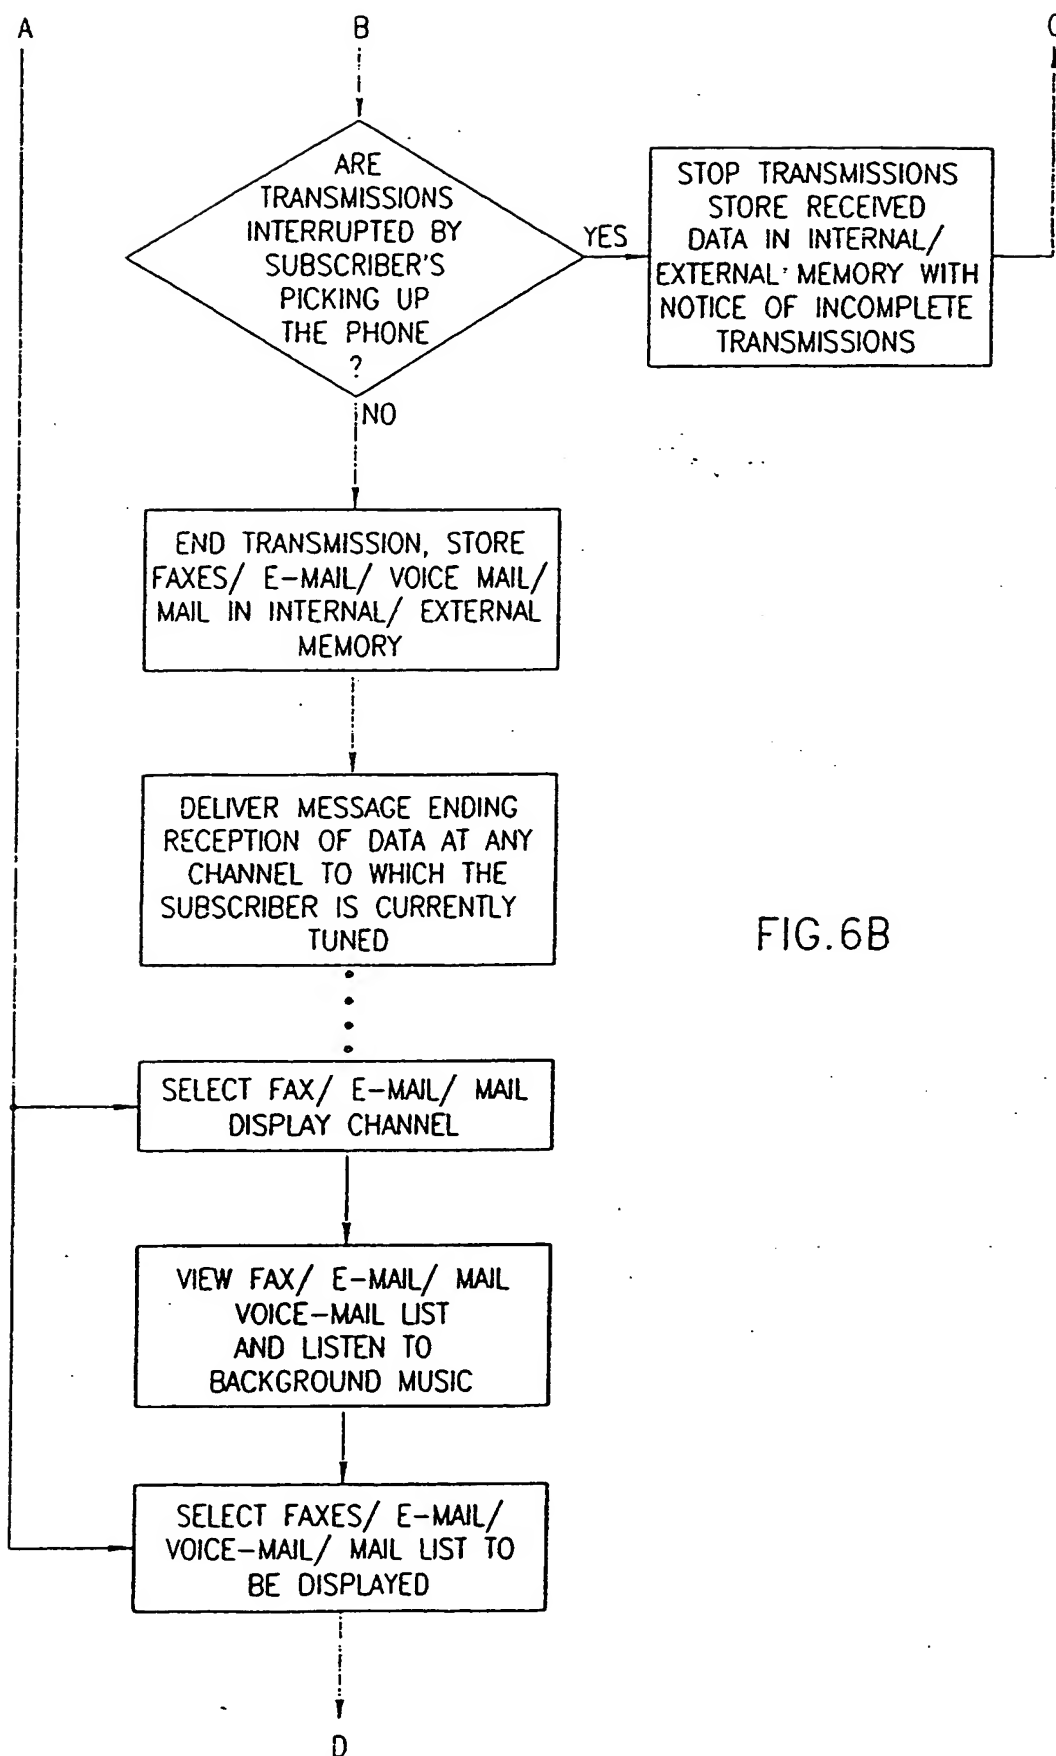 A
B
C
ARE
TRANSMISSIONS
INTERRUPTED BY
SUBSCRIBER'S
PICKING UP
THE PHONE
?
YES
STOP TRANSMISSIONS
STORE RECEIVED
DATA IN INTERNAL/
EXTERNAL MEMORY WITH
NOTICE OF INCOMPLETE
TRANSMISSIONS
NO
END TRANSMISSION, STORE
FAXES/ E-MAIL/ VOICE MAIL/
MAIL IN INTERNAL/ EXTERNAL
MEMORY
DELIVER MESSAGE ENDING
RECEPTION OF DATA AT ANY
CHANNEL TO WHICH THE
SUBSCRIBER IS CURRENTLY
TUNED
FIG.6B
SELECT FAX/ E-MAIL/ MAIL
DISPLAY CHANNEL
VIEW FAX/ E-MAIL/ MAIL
VOICE-MAIL LIST
AND LISTEN TO
BACKGROUND MUSIC
SELECT FAXES/ E-MAIL/
VOICE-MAIL/ MAIL LIST TO
BE DISPLAYED
D